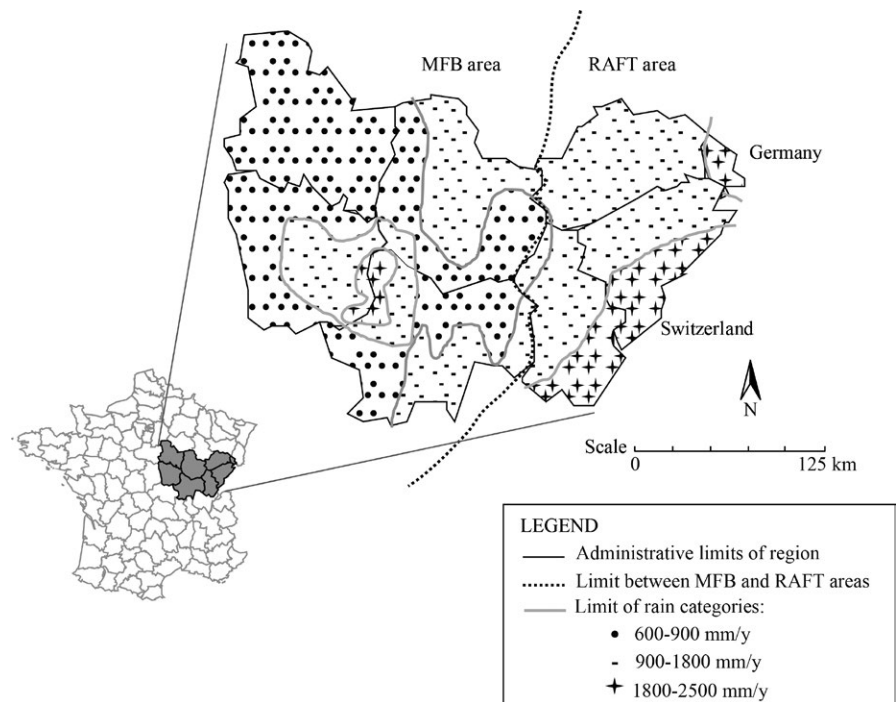 MFB area
RAFT area
Germany
Switzerland
N
Scale
0
125 km
LEGEND
Administrative limits of region
Limit between MFB and RAFT areas
Limit of rain categories:
600-900 mm/y
900-1800 mm/y
1800-2500 mm/y